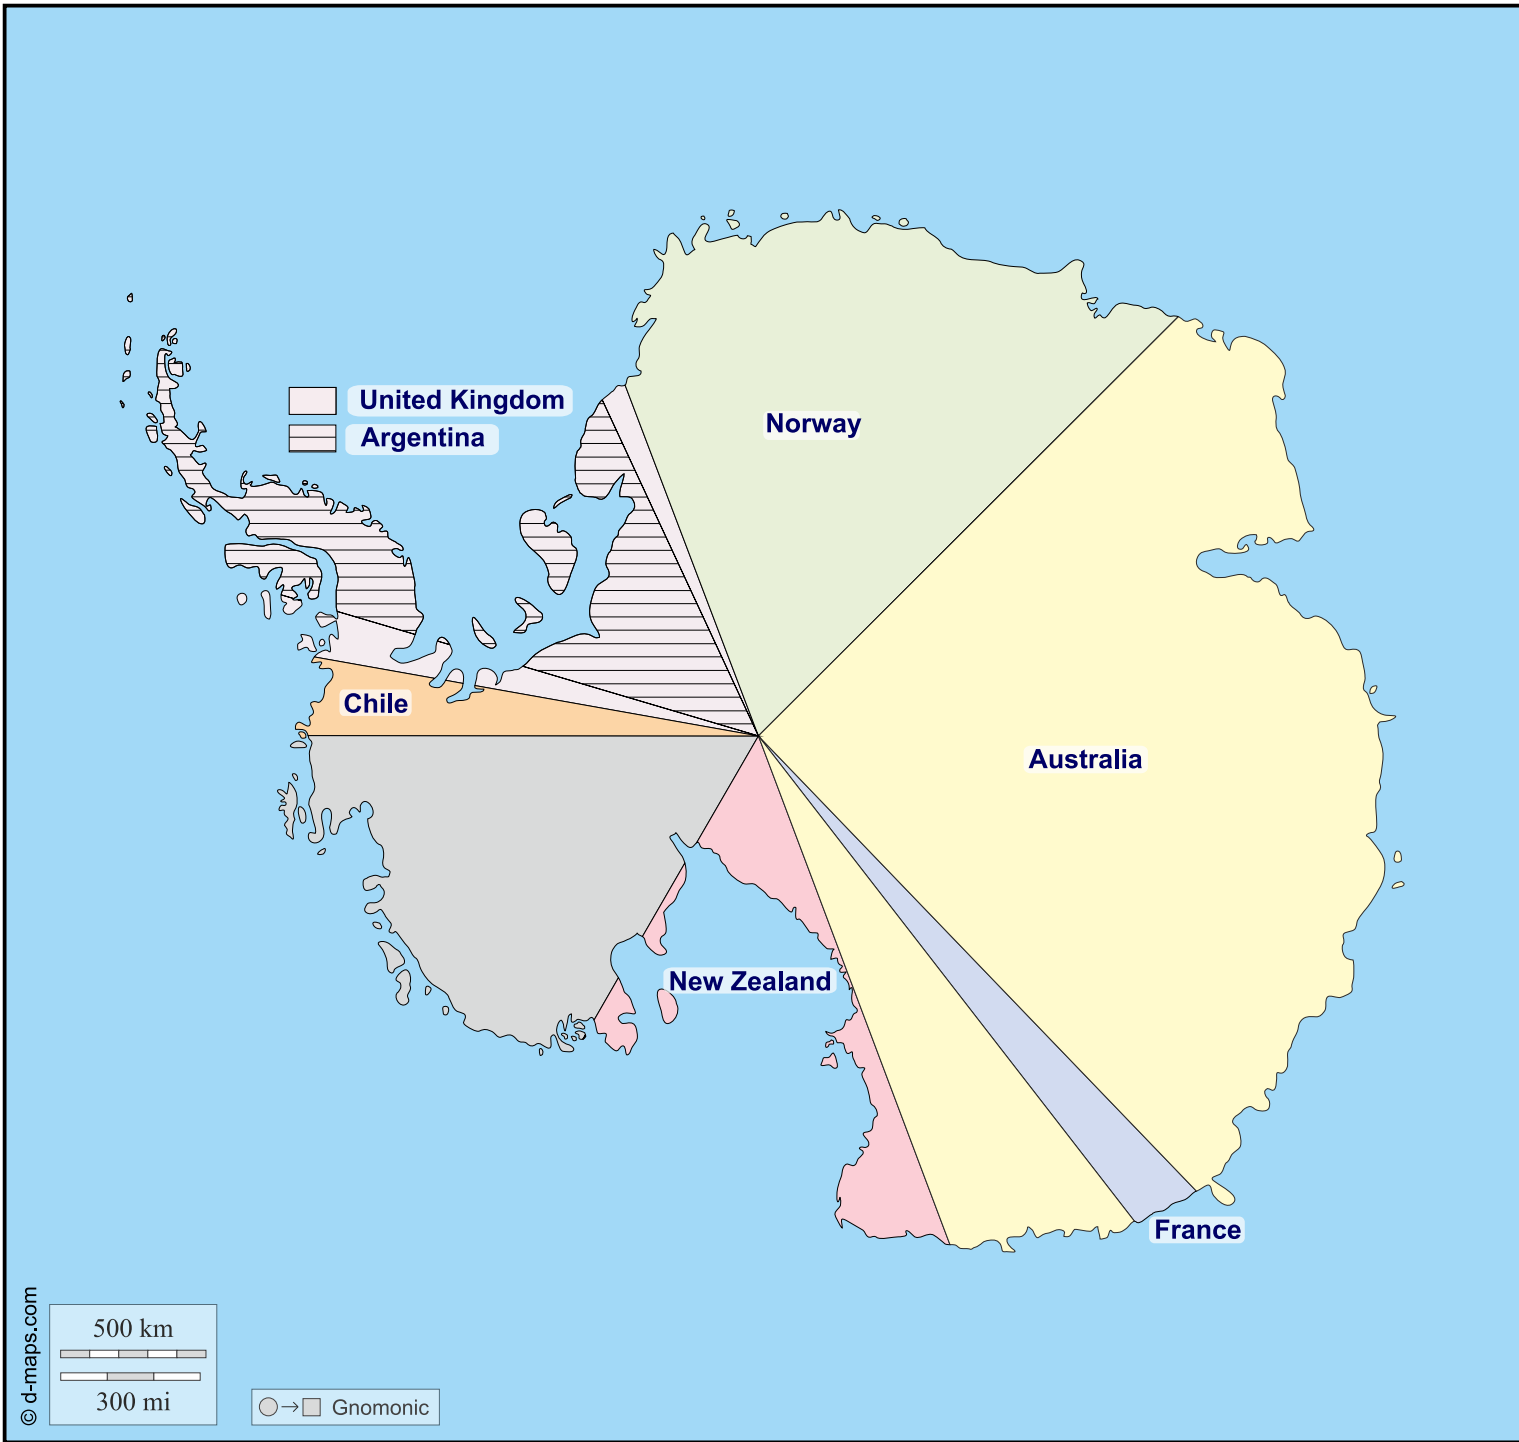 United Kingdom
Argentina
Norway
Chile
Australia
New Zealand
France
© d-maps.com
500 km
300 mi
Gnomonic